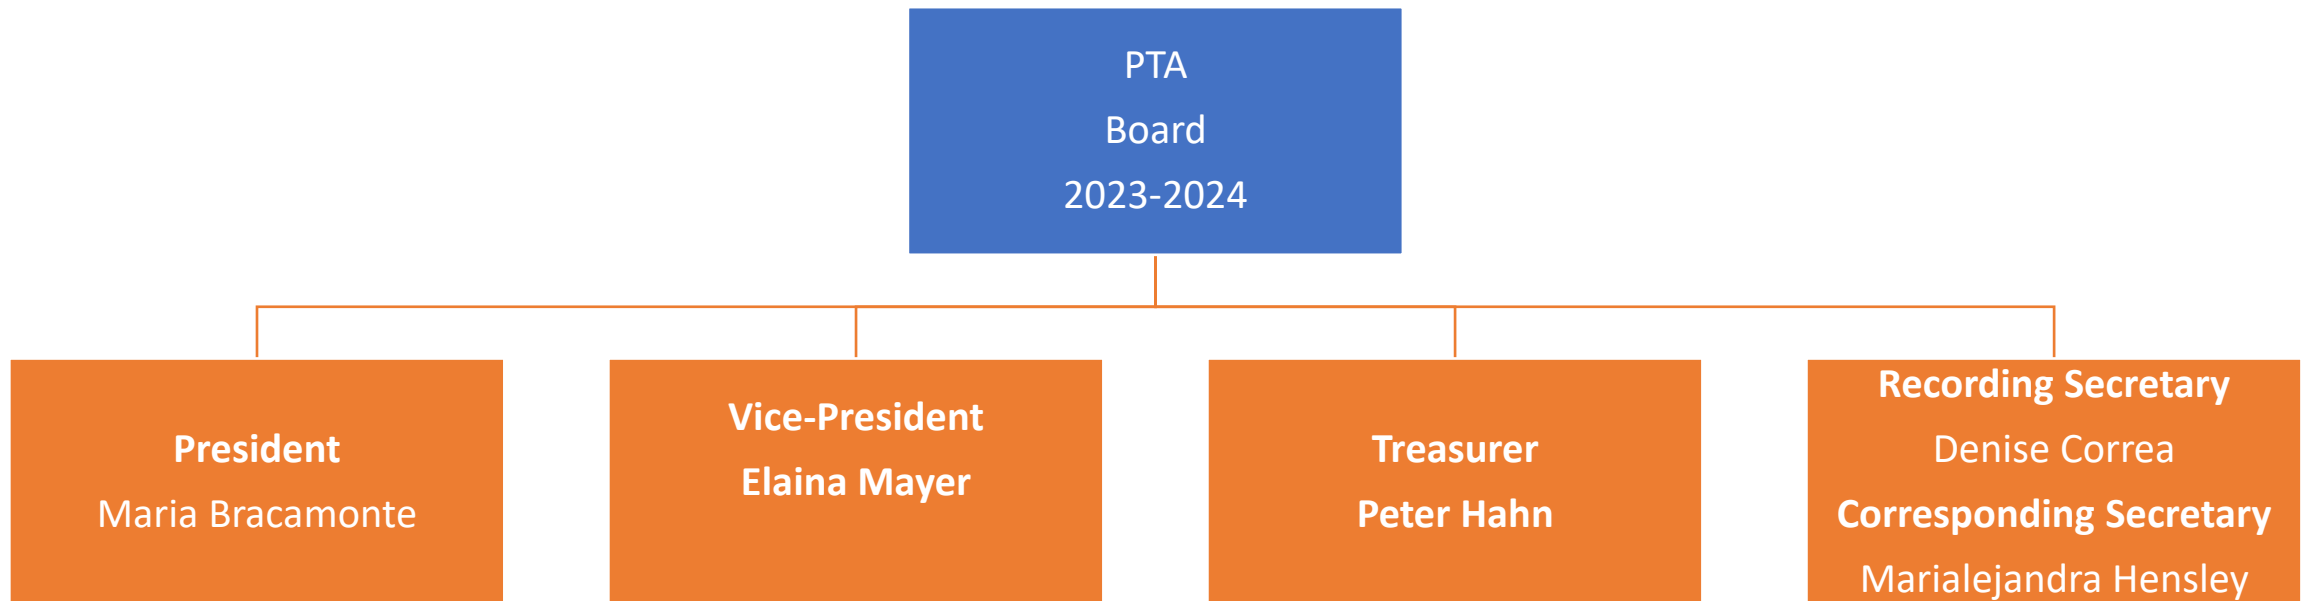 PTA
Board
2023-2024
President
Maria Bracamonte
Vice-President
Elaina Mayer
Treasurer
Peter Hahn
Recording Secretary
Denise Correa
Corresponding Secretary
Marialejandra Hensley